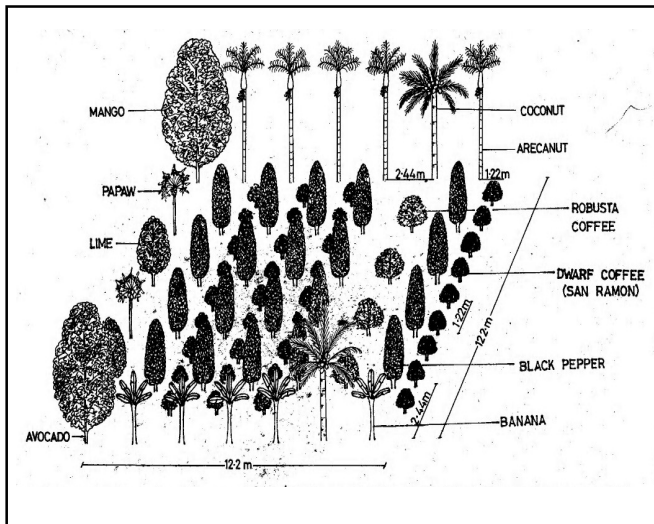 MANGO
COCONUT
ARECANUT
2·44m
1·22m
PAPAW
ROBUSTA
COFFEE
LIME
DWARF COFFEE
(SAN RAMON)
1·22m
12·2m
BLACK PEPPER
2·44m
BANANA
AVOCADO
12·2 m